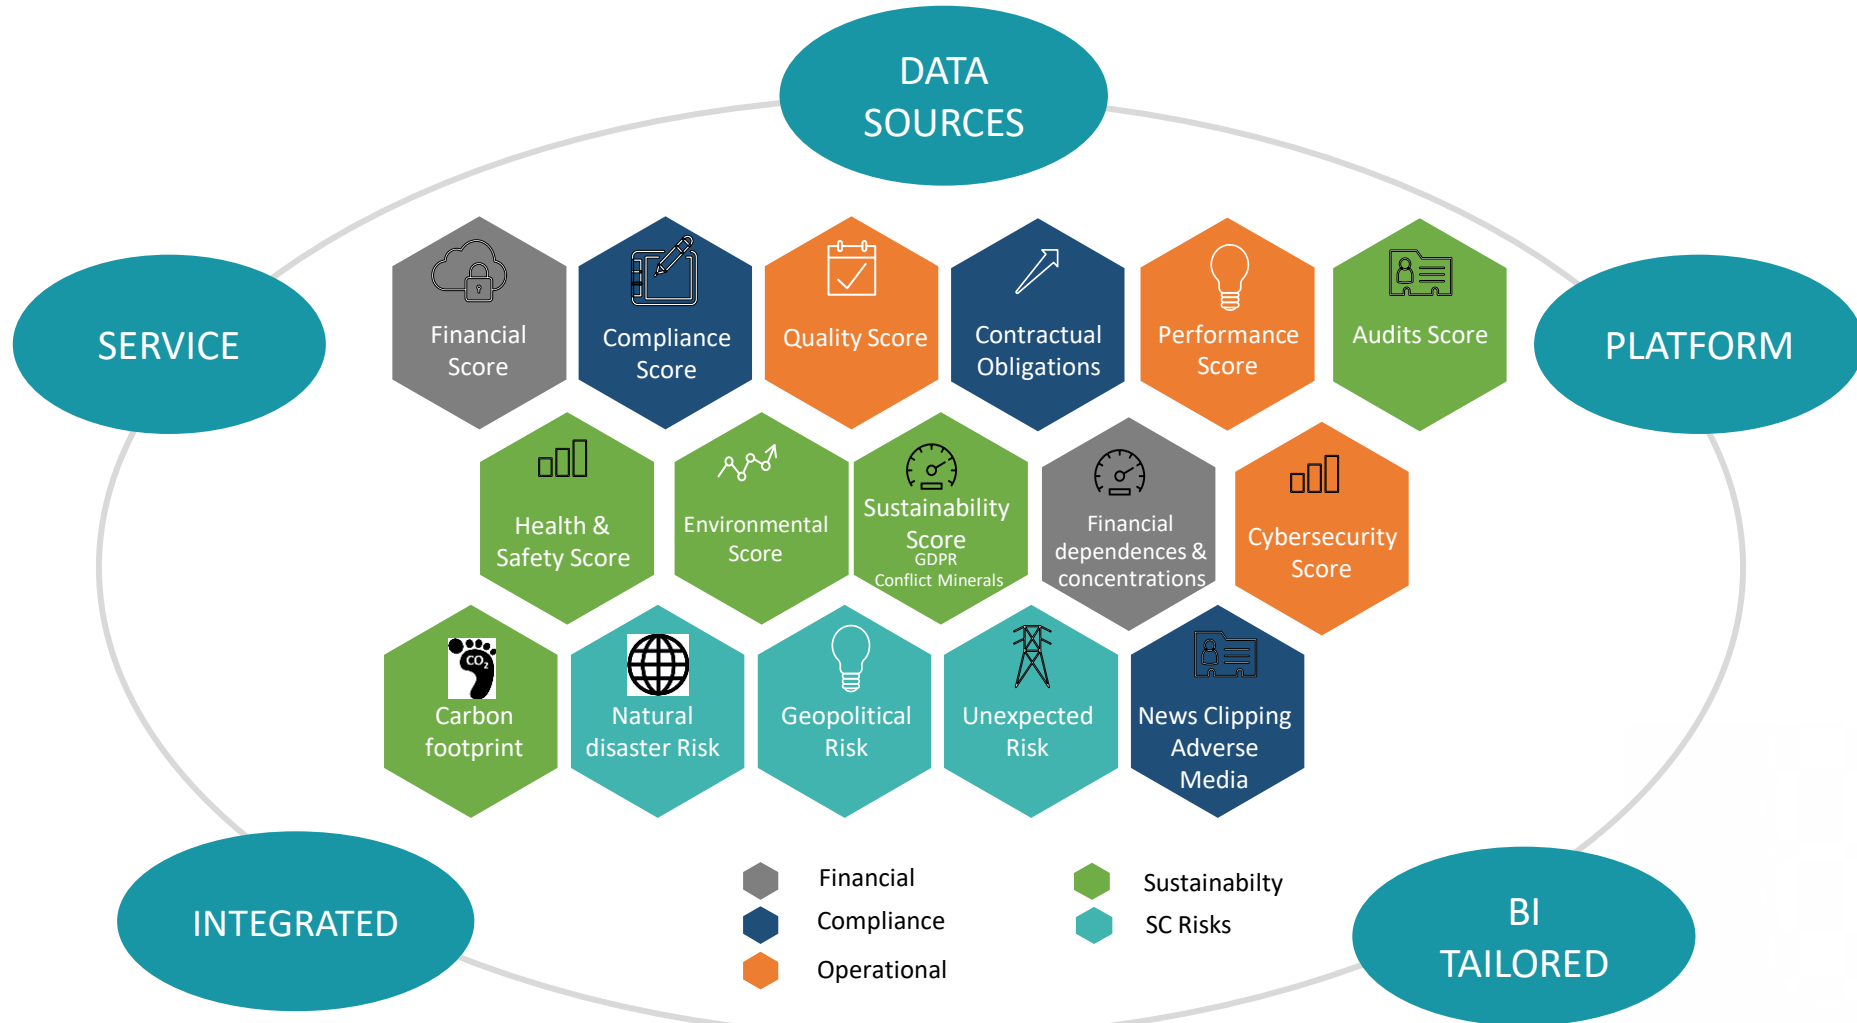 DATA
SOURCES
SERVICE
PLATFORM
Financial
Score
Compliance
Score
Quality Score
Contractual
Obligations
Performance
Score
Audits Score
Health &
Safety Score
Environmental
Score
Sustainability
Score
GDPR
Conflict Minerals
Financial
dependences &
concentrations
Cybersecurity
Score
CO2
Carbon
footprint
Natural
disaster Risk
Geopolitical
Risk
Unexpected
Risk
News Clipping
Adverse
Media
Financial
Compliance
Operational
Sustainabilty
SC Risks
INTEGRATED
BI
TAILORED